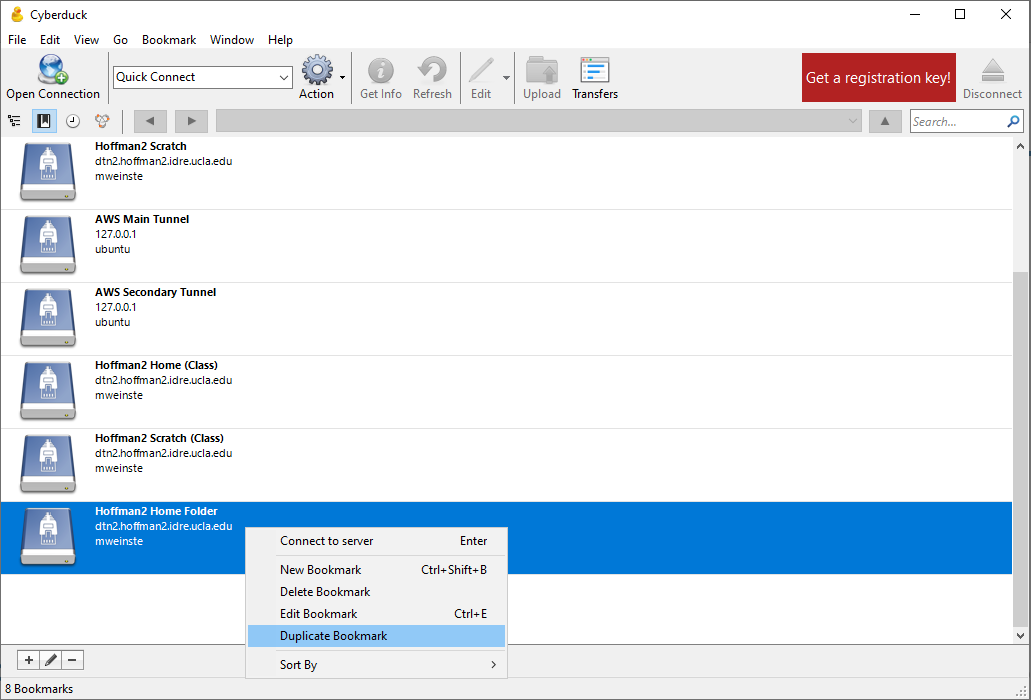 Cyberduck
File Edit View Go Bookmark Window Help
Quick Connect
Get a registration key!
Open Connection Action Get Info Refresh Edit Upload Transfers Disconnect
Search...
Hoffman2 Scratch
dtn2.hoffman2.idre.ucla.edu
mweinste
AWS Main Tunnel
127.0.0.1
ubuntu
AWS Secondary Tunnel
127.0.0.1
ubuntu
Hoffman2 Home (Class)
dtn2.hoffman2.idre.ucla.edu
mweinste
Hoffman2 Scratch (Class)
dtn2.hoffman2.idre.ucla.edu
mweinste
Hoffman2 Home Folder
dtn2.hoffman2.idre.ucla.edu
mweinste
Connect to server Enter
New Bookmark Ctrl+Shift+B
Delete Bookmark
Edit Bookmark Ctrl+E
Duplicate Bookmark
Sort By
8 Bookmarks